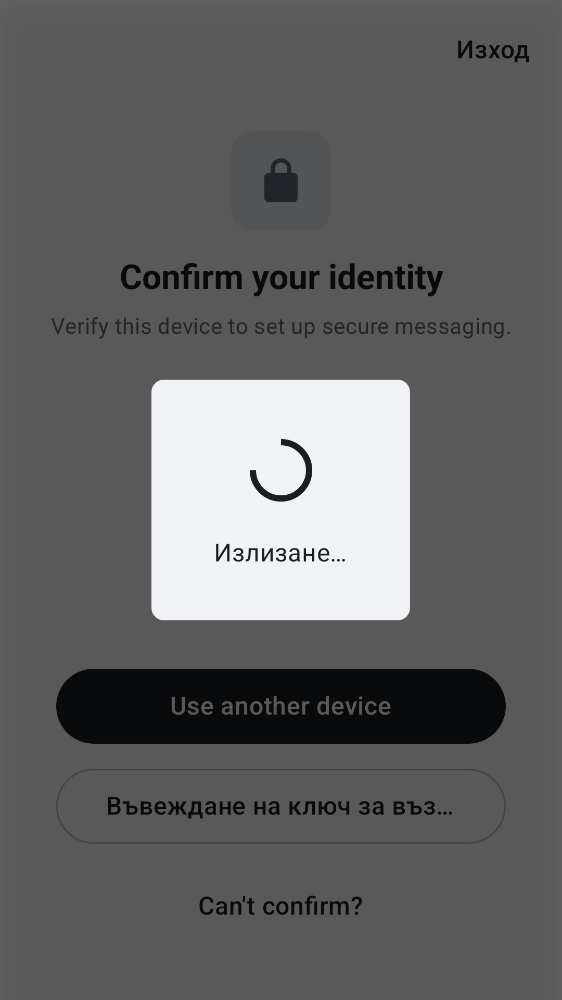 Изход
Confirm your identity
Verify this device to set up secure messaging.
Излизане…
Use another device
Въвеждане на ключ за въз…
Can't confirm?